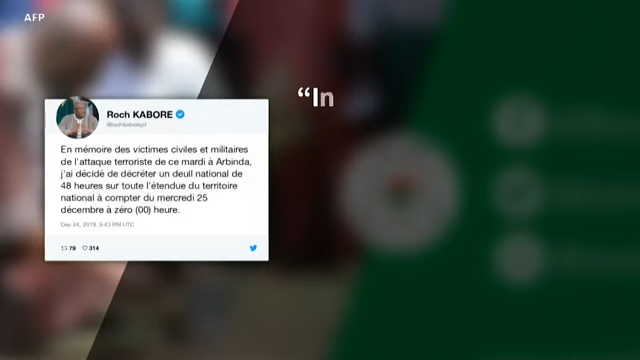 AFP
“In
Roch KABORE
En mémoire des victimes civiles et militaires
de l'attaque terroriste de ce mardi à Arbinda,
j'ai décidé de décréter un deuil national de
48 heures sur toute l'étendue du territoire
national à compter du mercredi 25
décembre à zéro (00) heure.
Dec 24, 2019, 5:43 PM UTC
79 314